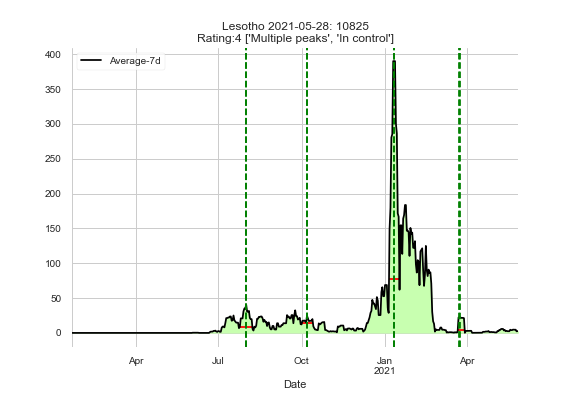 Lesotho 2021-05-28: 10825
Rating:4 ['Multiple peaks', 'In control']
Average-7d
400
350
300
250
200
150
100
50
0
Apr
Jul
Oct
Jan
2021
Apr
Date